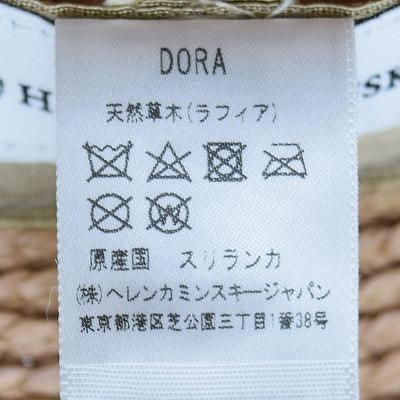 DORA
天然草木(ラフィア)
W
原産国 スリランカ
(株)ヘレンカミンスキージャパン
東京都港区芝公園三丁目1番38号
H
SK